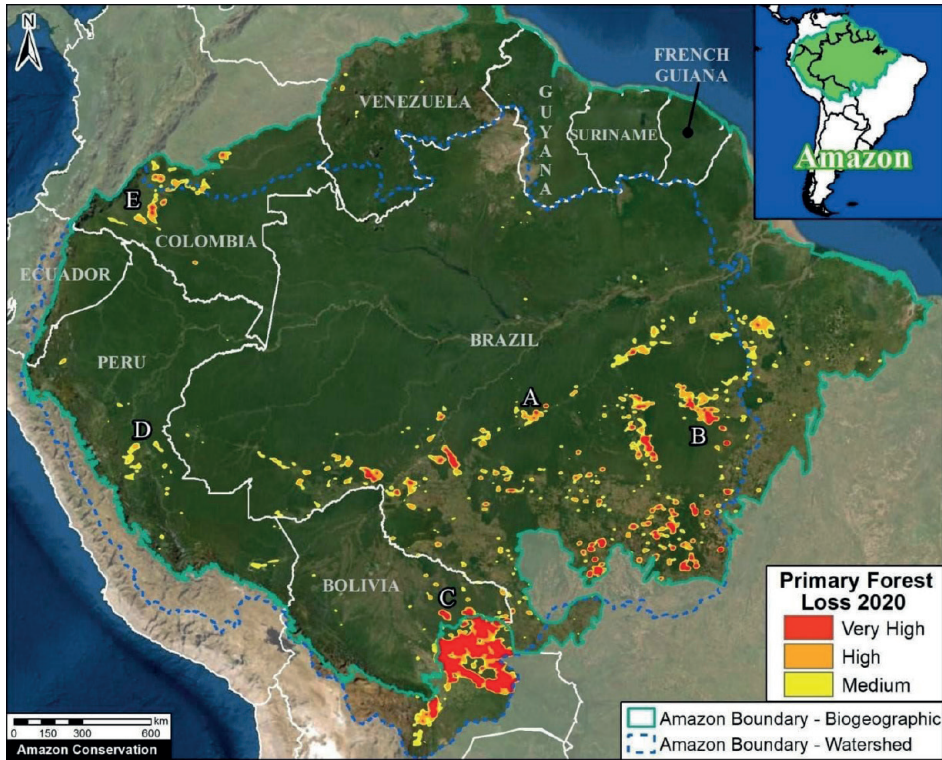 N
VENEZUELA
GUYANA
SURINAME
FRENCH
GUIANA
Amazon
E
COLOMBIA
ECUADOR
PERU
BRAZIL
A
B
D
BOLIVIA
C
Primary Forest
Loss 2020
Very High
High
Medium
km
0 150 300 600
Amazon Conservation
Amazon Boundary - Biogeographic
Amazon Boundary - Watershed